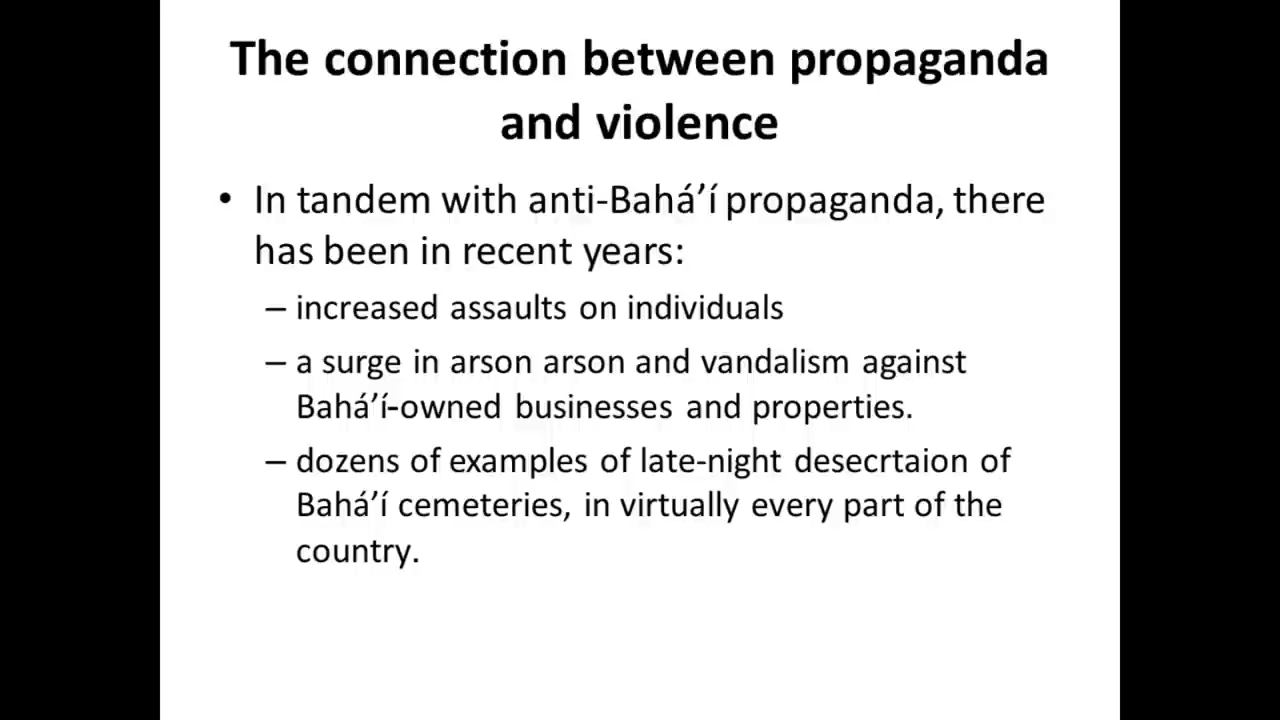 The connection between propaganda
and violence
• In tandem with anti-Bahá’í propaganda, there
has been in recent years:
– increased assaults on individuals
– a surge in arson arson and vandalism against
Bahá’í-owned businesses and properties.
– dozens of examples of late-night desecrtaion of
Bahá’í cemeteries, in virtually every part of the
country.